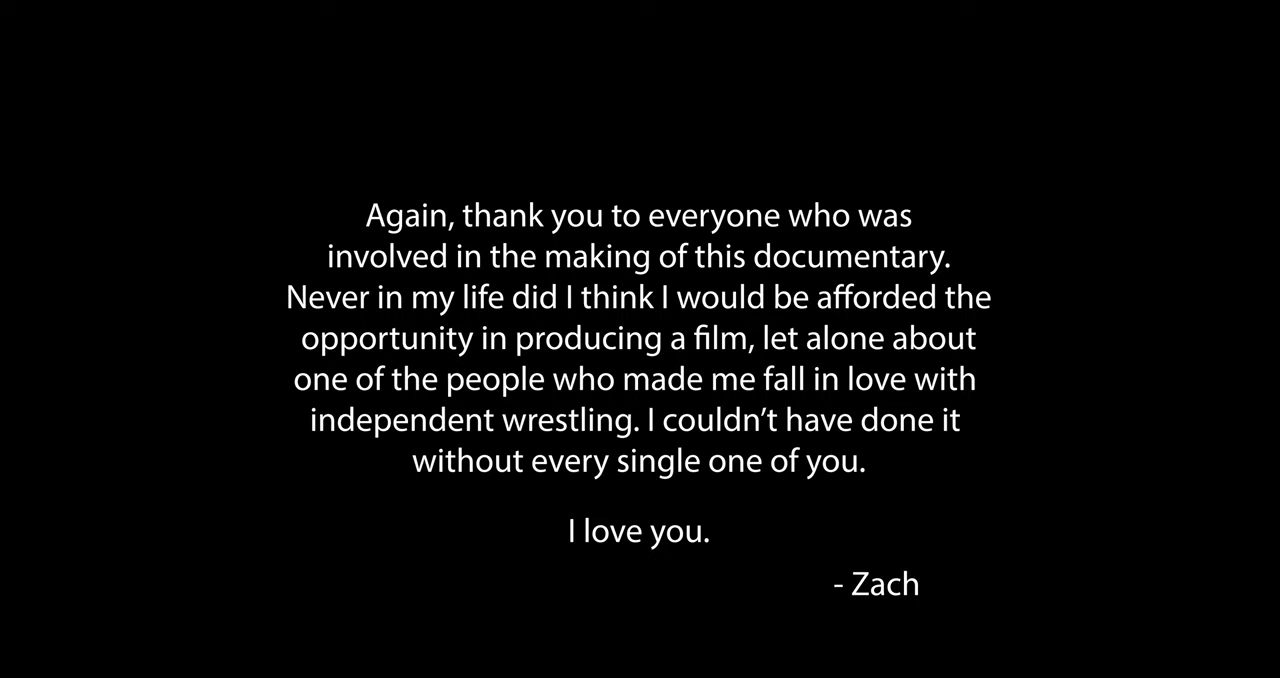 Again, thank you to everyone who was
involved in the making of this documentary.
Never in my life did I think I would be afforded the
opportunity in producing a film, let alone about
one of the people who made me fall in love with
independent wrestling. I couldn’t have done it
without every single one of you.
I love you.
- Zach